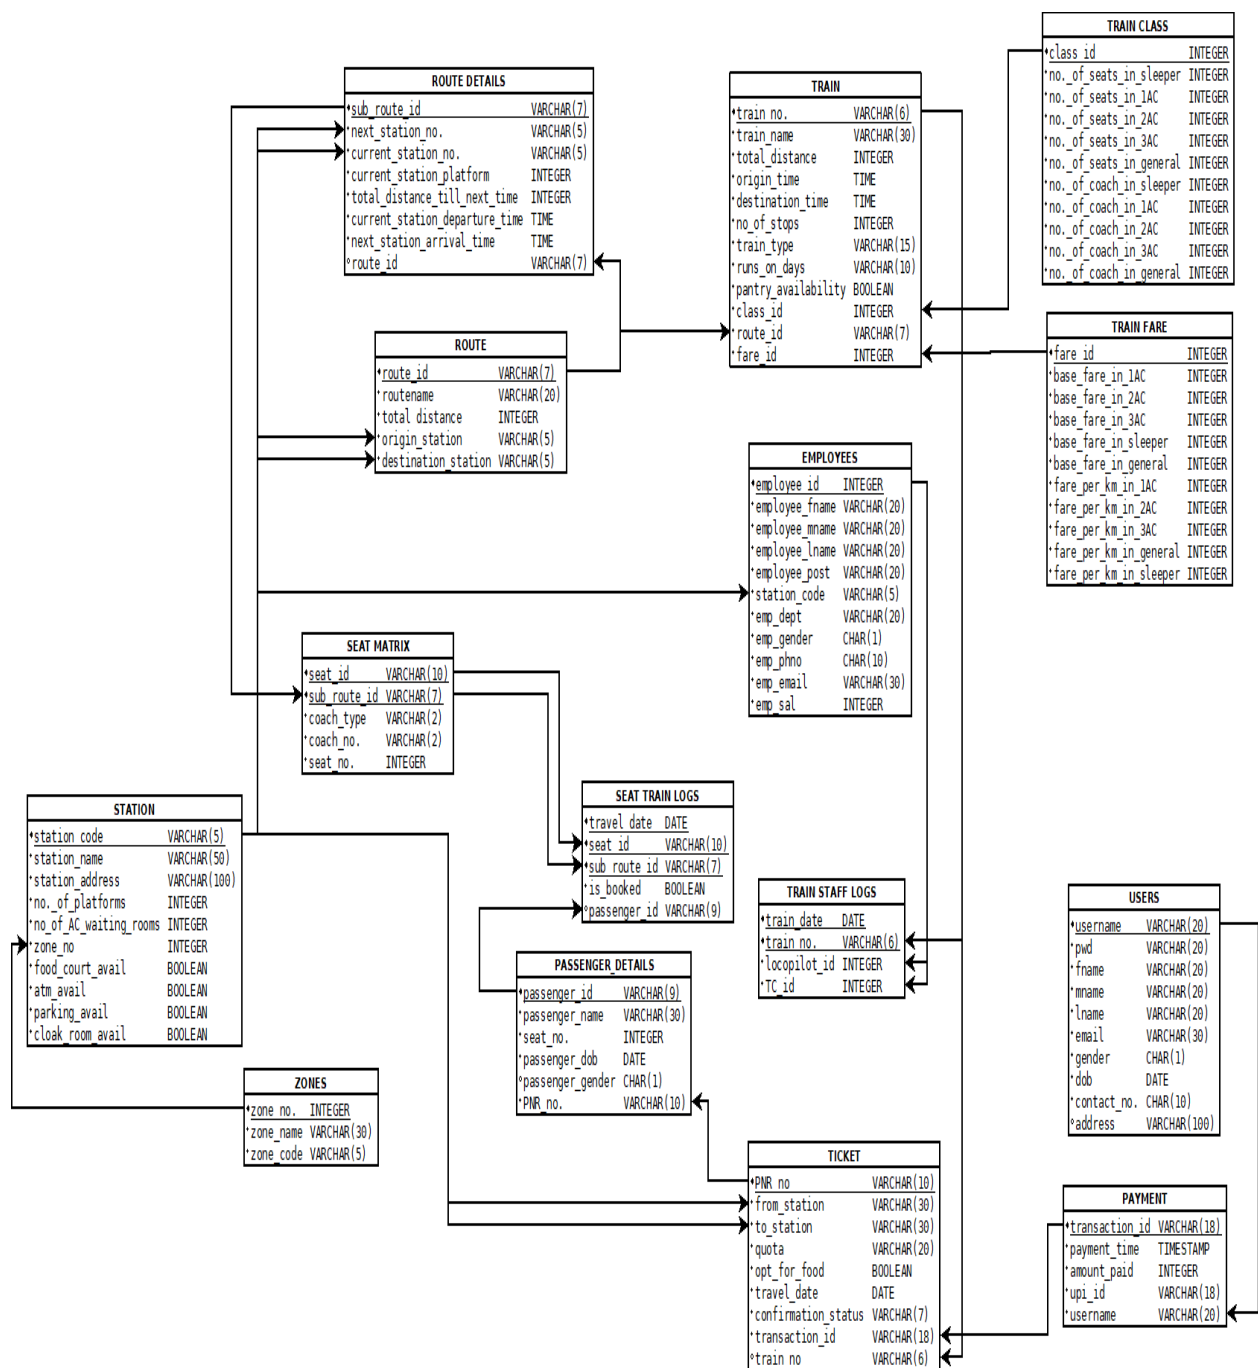 TRAIN CLASS
class_id INTEGER
no._of_seats_in_sleeper INTEGER
no._of_seats_in_1AC INTEGER
no._of_seats_in_2AC INTEGER
no._of_seats_in_3AC INTEGER
no._of_seats_in_general INTEGER
no._of_coach_in_sleeper INTEGER
no._of_coach_in_1AC INTEGER
no._of_coach_in_2AC INTEGER
no._of_coach_in_3AC INTEGER
no._of_coach_in_general INTEGER
ROUTE DETAILS
sub_route_id VARCHAR(7)
next_station_no. VARCHAR(5)
current_station_no. VARCHAR(5)
current_station_platform INTEGER
total_distance_till_next_time INTEGER
current_station_departure_time TIME
next_station_arrival_time TIME
route_id VARCHAR(7)
TRAIN
train_no. VARCHAR(6)
train_name VARCHAR(30)
total_distance INTEGER
origin_time TIME
destination_time TIME
no_of_stops INTEGER
train_type VARCHAR(15)
runs_on_days VARCHAR(10)
pantry_availability BOOLEAN
class_id INTEGER
route_id VARCHAR(7)
fare_id INTEGER
TRAIN FARE
fare_id INTEGER
base_fare_in_1AC INTEGER
base_fare_in_2AC INTEGER
base_fare_in_3AC INTEGER
base_fare_in_sleeper INTEGER
base_fare_in_general INTEGER
fare_per_km_in_1AC INTEGER
fare_per_km_in_2AC INTEGER
fare_per_km_in_3AC INTEGER
fare_per_km_in_general INTEGER
fare_per_km_in_sleeper INTEGER
ROUTE
route_id VARCHAR(7)
routename VARCHAR(20)
total_distance INTEGER
origin_station VARCHAR(5)
destination_station VARCHAR(5)
EMPLOYEES
employee_id INTEGER
employee_fname VARCHAR(20)
employee_mname VARCHAR(20)
employee_lname VARCHAR(20)
employee_post VARCHAR(20)
station_code VARCHAR(5)
emp_dept VARCHAR(20)
emp_gender CHAR(1)
emp_phno CHAR(10)
emp_email VARCHAR(30)
emp_sal INTEGER
SEAT MATRIX
seat_id VARCHAR(10)
sub_route_id VARCHAR(7)
coach_type VARCHAR(2)
coach_no. VARCHAR(2)
seat_no. INTEGER
STATION
station_code VARCHAR(5)
station_name VARCHAR(50)
station_address VARCHAR(100)
no._of_platforms INTEGER
no_of_AC_waiting_rooms INTEGER
zone_no INTEGER
food_court_avail BOOLEAN
atm_avail BOOLEAN
parking_avail BOOLEAN
cloak_room_avail BOOLEAN
SEAT TRAIN LOGS
travel_date DATE
seat_id VARCHAR(10)
sub_route_id VARCHAR(7)
is_booked BOOLEAN
passenger_id VARCHAR(9)
TRAIN STAFF LOGS
train_date DATE
train_no. VARCHAR(6)
locopilot_id INTEGER
TC_id INTEGER
USERS
username VARCHAR(20)
pwd VARCHAR(20)
fname VARCHAR(20)
mname VARCHAR(20)
lname VARCHAR(20)
email VARCHAR(30)
gender CHAR(1)
dob DATE
contact_no. CHAR(10)
address VARCHAR(100)
PASSENGER_DETAILS
passenger_id VARCHAR(9)
passenger_name VARCHAR(30)
seat_no. INTEGER
passenger_dob DATE
passenger_gender CHAR(1)
PNR_no. VARCHAR(10)
ZONES
zone_no. INTEGER
zone_name VARCHAR(30)
zone_code VARCHAR(5)
TICKET
PNR_no VARCHAR(10)
from_station VARCHAR(30)
to_station VARCHAR(30)
quota VARCHAR(20)
opt_for_food BOOLEAN
travel_date DATE
confirmation_status VARCHAR(7)
transaction_id VARCHAR(18)
train_no VARCHAR(6)
PAYMENT
transaction_id VARCHAR(18)
payment_time TIMESTAMP
amount_paid INTEGER
upi_id VARCHAR(18)
username VARCHAR(20)